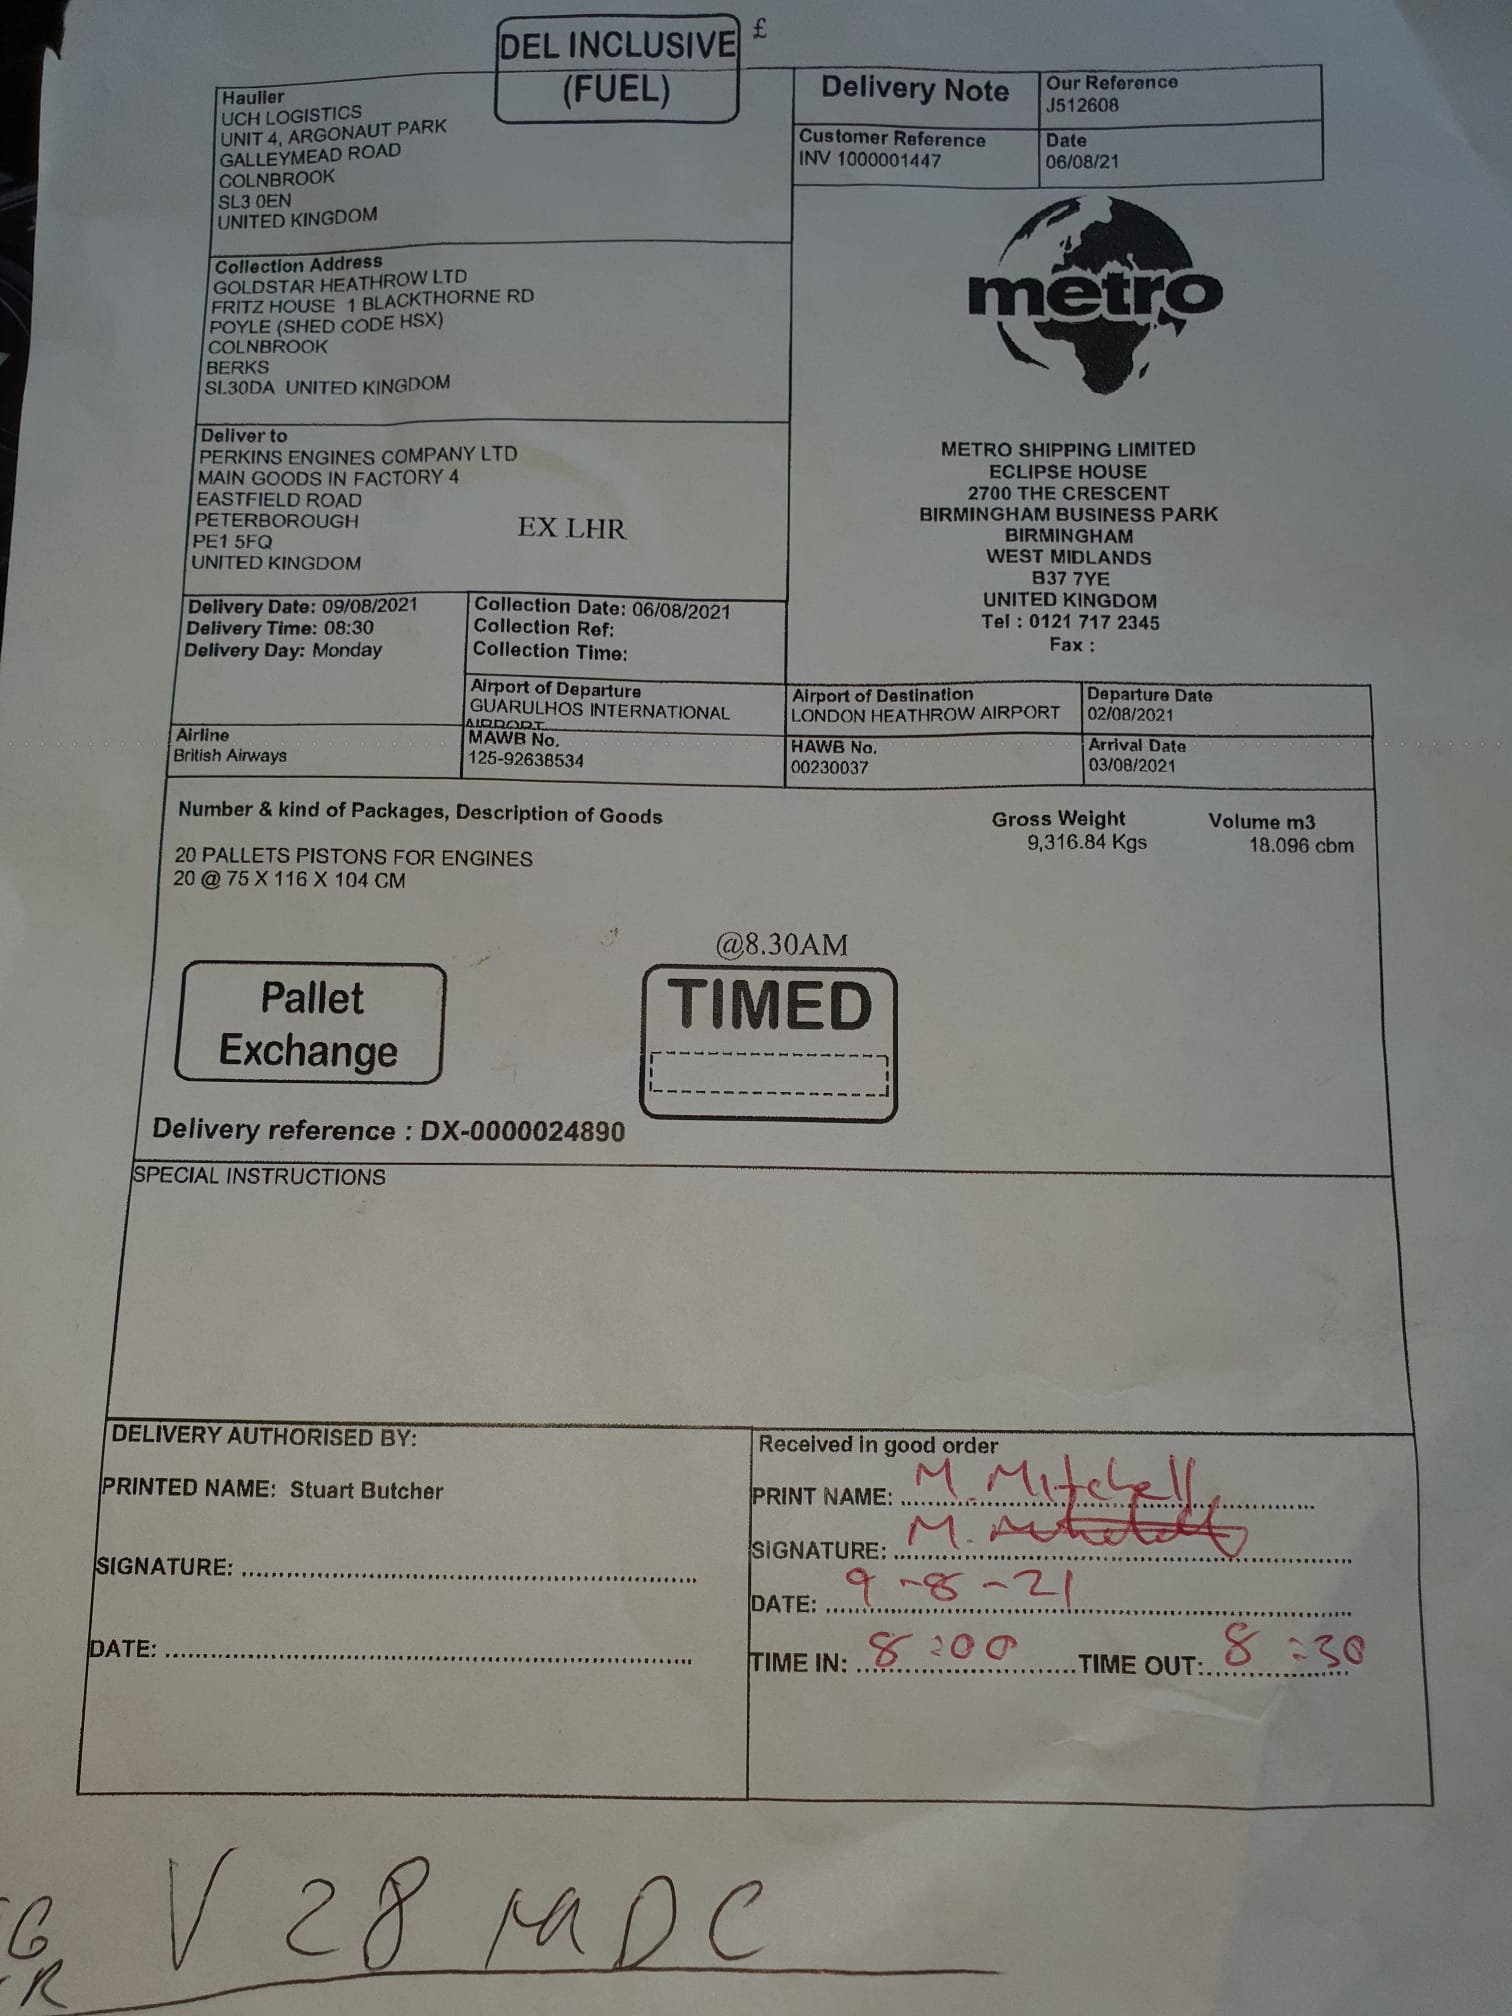 DEL INCLUSIVE £
(FUEL)
Haulier
UCH LOGISTICS
UNIT 4, ARGONAUT PARK
GALLEYMEAD ROAD
COLNBROOK
SL3 0EN
UNITED KINGDOM
Delivery Note
Our Reference
J512608
Customer Reference
INV 1000001447
Date
06/08/21
Collection Address
GOLDSTAR HEATHROW LTD
FRITZ HOUSE 1 BLACKTHORNE RD
POYLE (SHED CODE HSX)
COLNBROOK
BERKS
SL30DA UNITED KINGDOM
metro
Deliver to
PERKINS ENGINES COMPANY LTD
MAIN GOODS IN FACTORY 4
EASTFIELD ROAD
PETERBOROUGH
PE1 5FQ
UNITED KINGDOM
EX LHR
METRO SHIPPING LIMITED
ECLIPSE HOUSE
2700 THE CRESCENT
BIRMINGHAM BUSINESS PARK
BIRMINGHAM
WEST MIDLANDS
B37 7YE
UNITED KINGDOM
Tel : 0121 717 2345
Fax :
Delivery Date: 09/08/2021
Delivery Time: 08:30
Delivery Day: Monday
Collection Date: 06/08/2021
Collection Ref:
Collection Time:
Airport of Departure
GUARULHOS INTERNATIONAL
AIRPORT
Airport of Destination
LONDON HEATHROW AIRPORT
Departure Date
02/08/2021
Airline
British Airways
MAWB No.
125-92638534
HAWB No.
00230037
Arrival Date
03/08/2021
Number & kind of Packages, Description of Goods
Gross Weight
Volume m3
9,316.84 Kgs
18.096 cbm
20 PALLETS PISTONS FOR ENGINES
20 @ 75 X 116 X 104 CM
@8.30AM
Pallet
Exchange
TIMED
Delivery reference : DX-0000024890
SPECIAL INSTRUCTIONS
DELIVERY AUTHORISED BY:
PRINTED NAME: Stuart Butcher
SIGNATURE:
DATE:
Received in good order
PRINT NAME: M. Mitchell
SIGNATURE: M. Mitchell
DATE: 9-8-21
TIME IN: 8:00 TIME OUT: 8:30